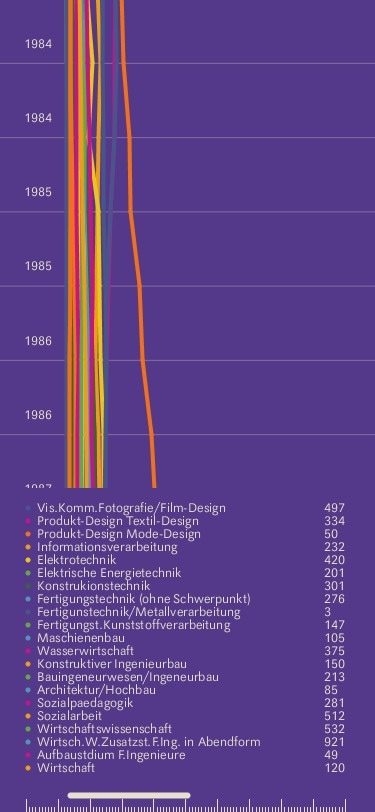 1984
1984
1985
1985
1986
1986
1987
Vis.Komm.Fotografie/Film-Design 497
Produkt-Design Textil-Design 334
Produkt-Design Mode-Design 50
Informationsverarbeitung 232
Elektrotechnik 420
Elektrische Energietechnik 201
Konstrukionstechnik 301
Fertigungstechnik (ohne Schwerpunkt) 276
Fertigunstechnik/Metallverarbeitung 3
Fertigungst.Kunststoffverarbeitung 147
Maschienenbau 105
Wasserwirtschaft 375
Konstruktiver Ingenieurbau 150
Bauingeneurwesen/Ingeneurbau 213
Architektur/Hochbau 85
Sozialpaedagogik 281
Sozialarbeit 512
Wirtschaftswissenschaft 532
Wirtsch.W.Zusatzst.F.Ing. in Abendform 921
Aufbaustdium F.Ingenieure 49
Wirtschaft 120